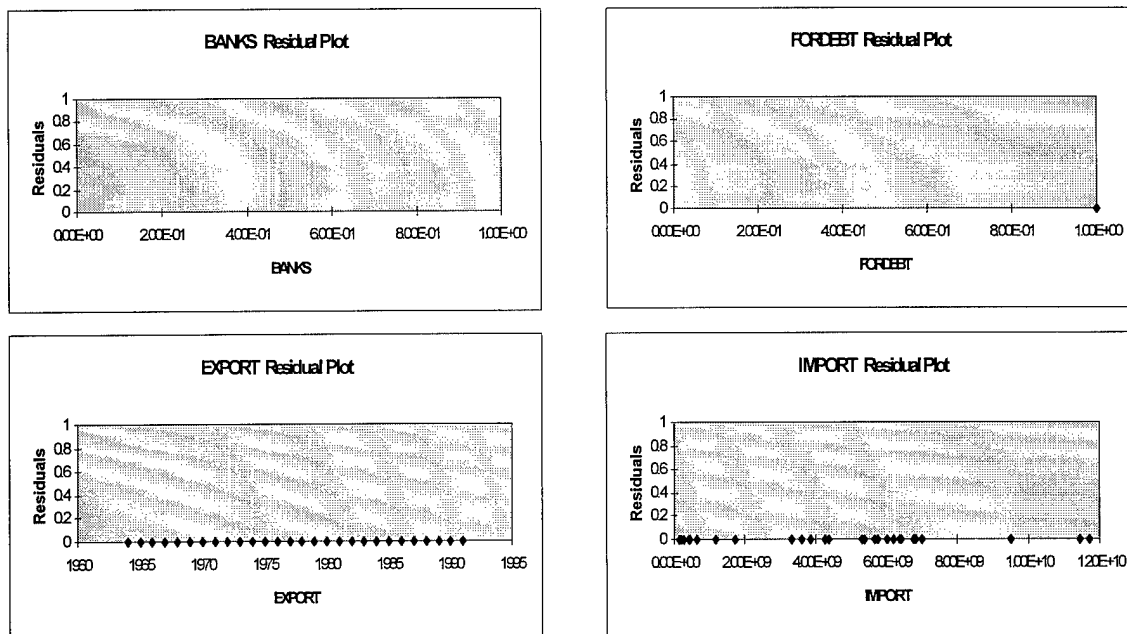 BANKS Residual Plot
Residuals
1
0.8
0.6
0.4
0.2
0
0.00E+00 2.00E-01 4.00E-01 6.00E-01 8.00E-01 1.00E+00
BANKS
FORDEBT Residual Plot
Residuals
1
0.8
0.6
0.4
0.2
0
0.00E+00 2.00E-01 4.00E-01 6.00E-01 8.00E-01 1.00E+00
FORDEBT
EXPORT Residual Plot
Residuals
1
0.8
0.6
0.4
0.2
0
1960 1965 1970 1975 1980 1985 1990 1995
EXPORT
IMPORT Residual Plot
Residuals
1
0.8
0.6
0.4
0.2
0
0.00E+00 2.00E+09 4.00E+09 6.00E+09 8.00E+09 1.00E+10 1.20E+10
IMPORT